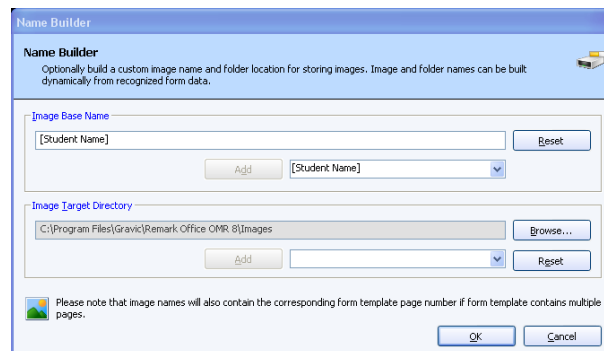 Name Builder
Name Builder
Optionally build a custom image name and folder location for storing images. Image and folder names can be built
dynamically from recognized form data.
Image Base Name
[Student Name]
Reset
Add
[Student Name]
Image Target Directory
C:\Program Files\Gravic\Remark Office OMR 8\Images
Browse...
Add
Reset
Please note that image names will also contain the corresponding form template page number if form template contains multiple
pages.
OK
Cancel